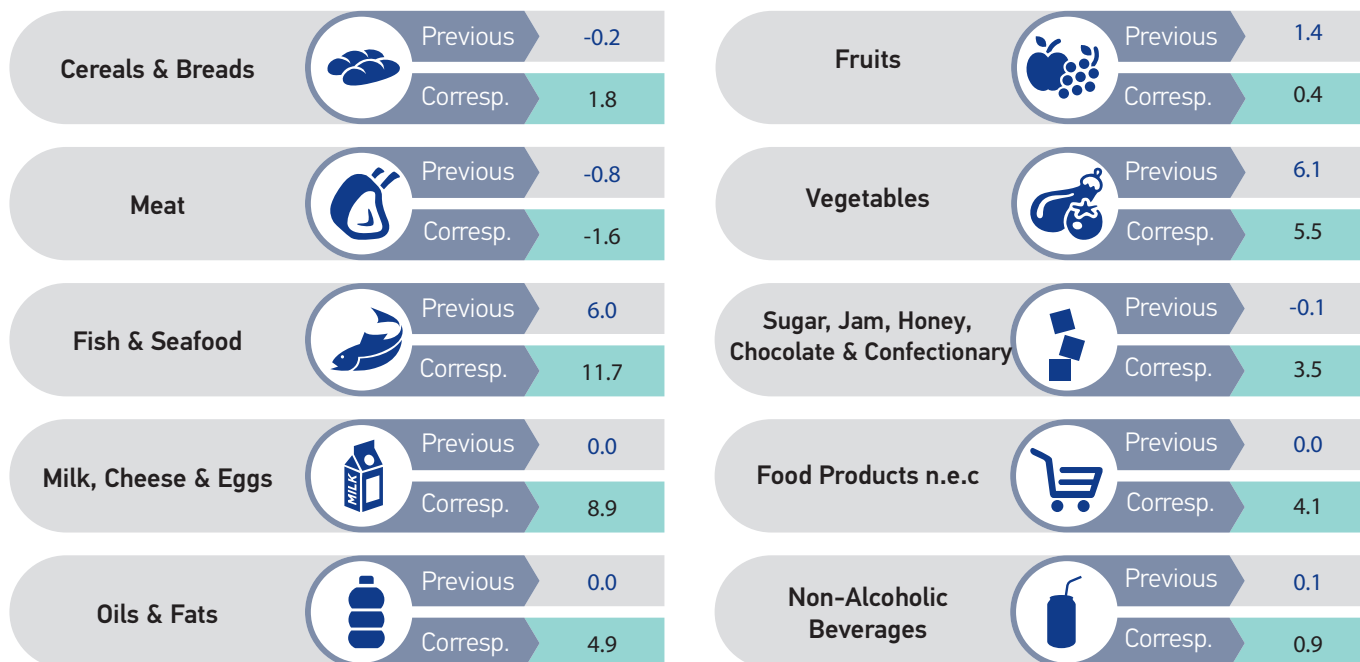 Cereals & Breads
Previous -0.2
Corresp. 1.8
Meat
Previous -0.8
Corresp. -1.6
Fish & Seafood
Previous 6.0
Corresp. 11.7
Milk, Cheese & Eggs
MILK
Previous 0.0
Corresp. 8.9
Oils & Fats
Previous 0.0
Corresp. 4.9
Fruits
Previous 1.4
Corresp. 0.4
Vegetables
Previous 6.1
Corresp. 5.5
Sugar, Jam, Honey,
Chocolate & Confectionary
Previous -0.1
Corresp. 3.5
Food Products n.e.c
Previous 0.0
Corresp. 4.1
Non-Alcoholic
Beverages
Previous 0.1
Corresp. 0.9